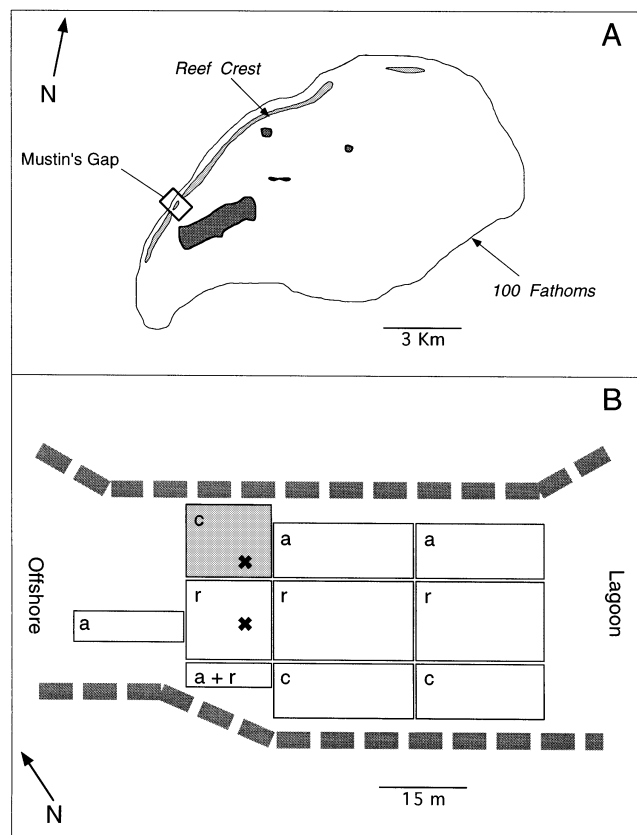 A
N
Reef Crest
Mustin's Gap
100 Fathoms
3 Km
B
c
a
a
Offshore
r
r
r
Lagoon
a
a + r
c
c
N
15 m